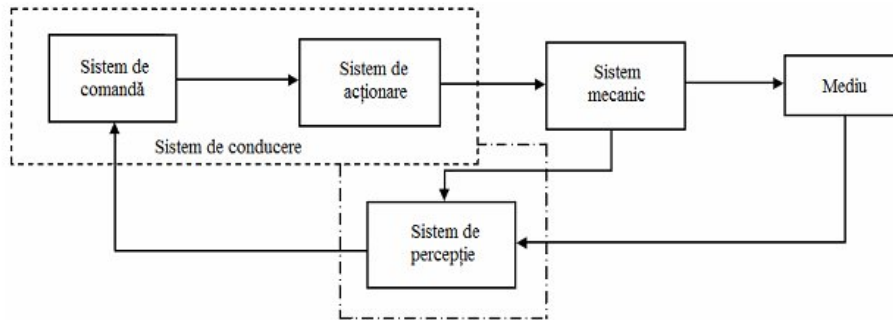 Sistem de
comandă
Sistem de
acționare
Sistem
mecanic
Mediu
Sistem de conducere
Sistem de
percepție